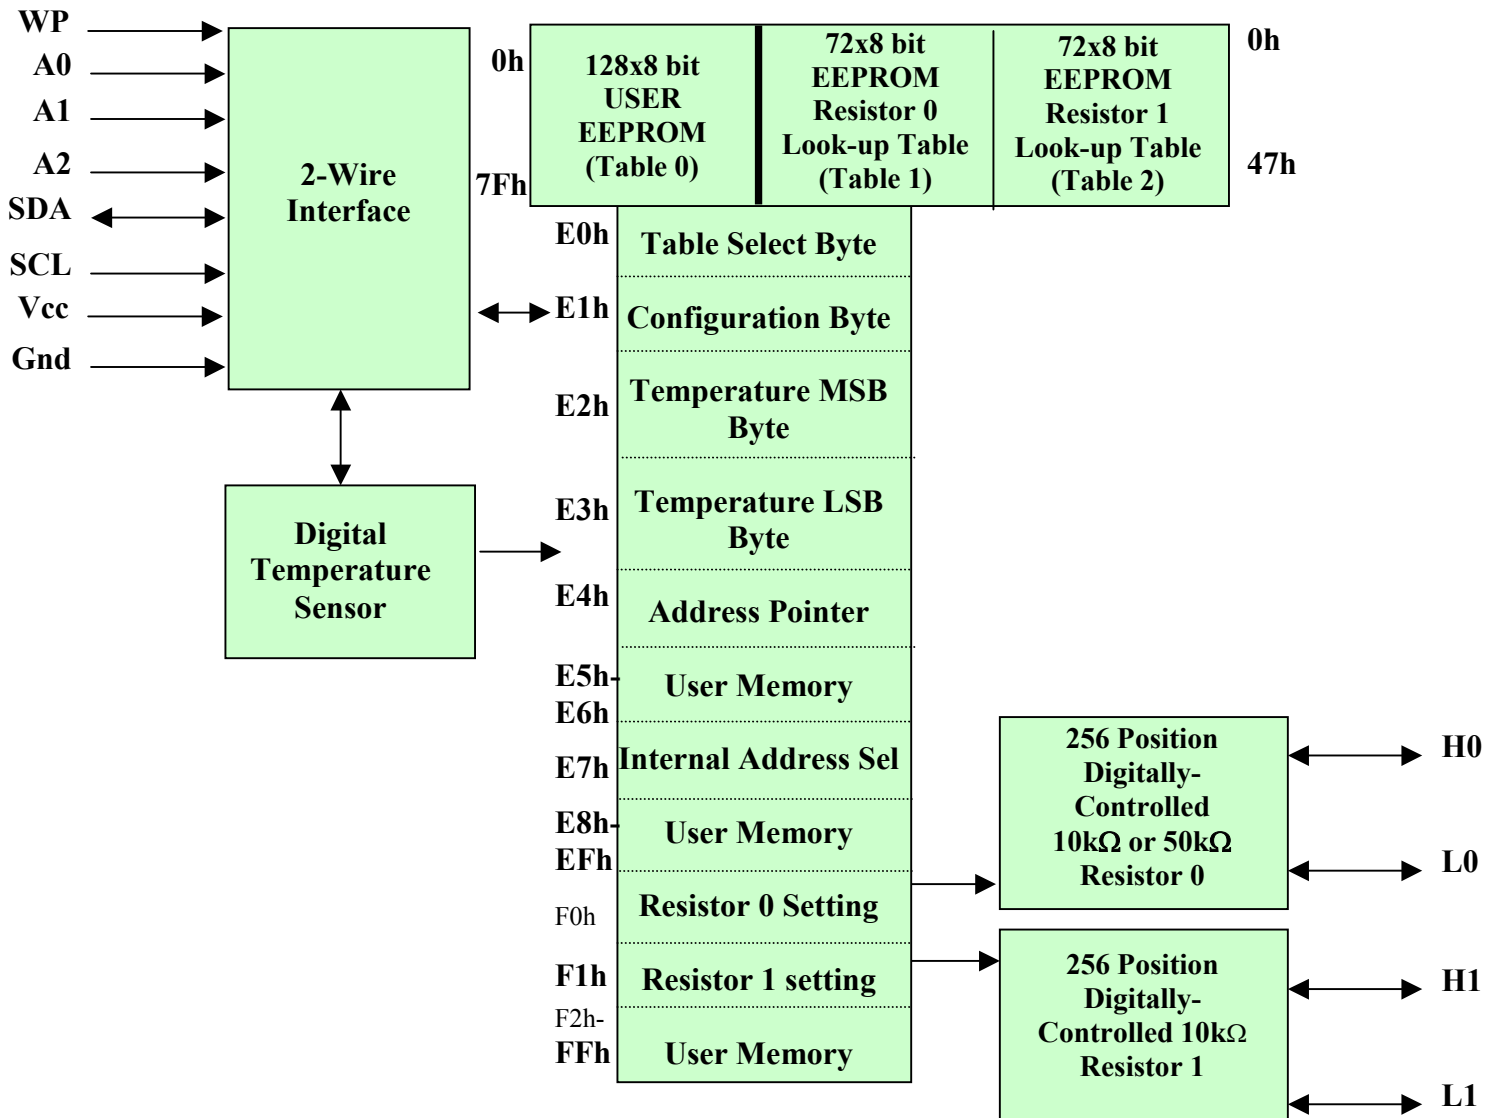 WP
A0
A1
A2
SDA
SCL
Vcc
Gnd
2-Wire
Interface
Digital
Temperature
Sensor
0h
7Fh
128x8 bit
USER
EEPROM
(Table 0)
72x8 bit
EEPROM
Resistor 0
Look-up Table
(Table 1)
72x8 bit
EEPROM
Resistor 1
Look-up Table
(Table 2)
0h
47h
E0h
Table Select Byte
E1h
Configuration Byte
E2h
Temperature MSB
Byte
E3h
Temperature LSB
Byte
E4h
Address Pointer
E5h-
E6h
User Memory
E7h
Internal Address Sel
E8h-
EFh
User Memory
F0h
Resistor 0 Setting
F1h
Resistor 1 setting
F2h-
FFh
User Memory
256 Position
Digitally-
Controlled
10kΩ or 50kΩ
Resistor 0
H0
L0
256 Position
Digitally-
Controlled 10kΩ
Resistor 1
H1
L1